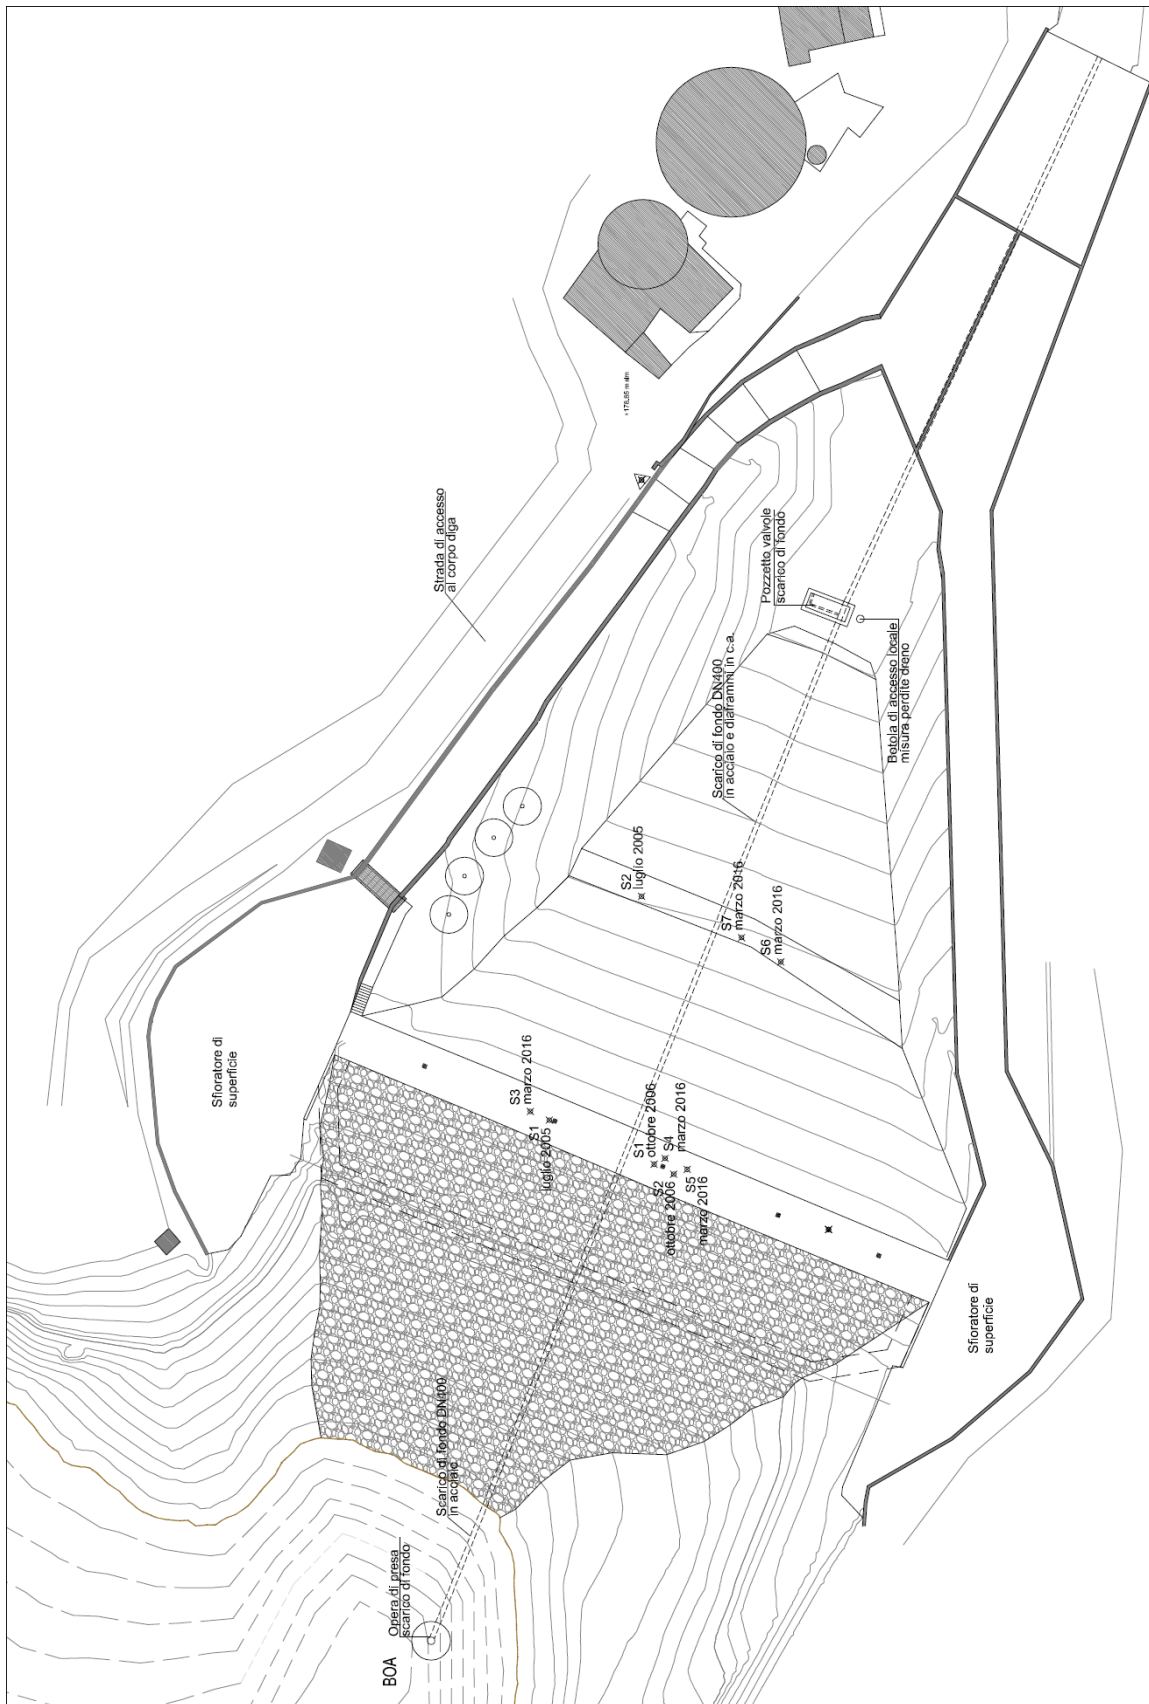 +178,65 m slm
Strada di accesso
al corpo diga
Pozzetto valvole
scarico di fondo
Scarico di fondo DN400
in acciaio e diaframmi in c.a.
Botola di accesso locale
misura perdite dreno
S2
luglio 2005
S7
marzo 2016
S6
marzo 2016
Sfioratore di
superficie
S3
marzo 2016
S1
luglio 2005
S1
ottobre 2006
S4
marzo 2016
S2
ottobre 2006
S5
marzo 2016
Sfioratore di
superficie
Scarico di fondo DN400
in acciaio
Opera di presa
scarico di fondo
BOA